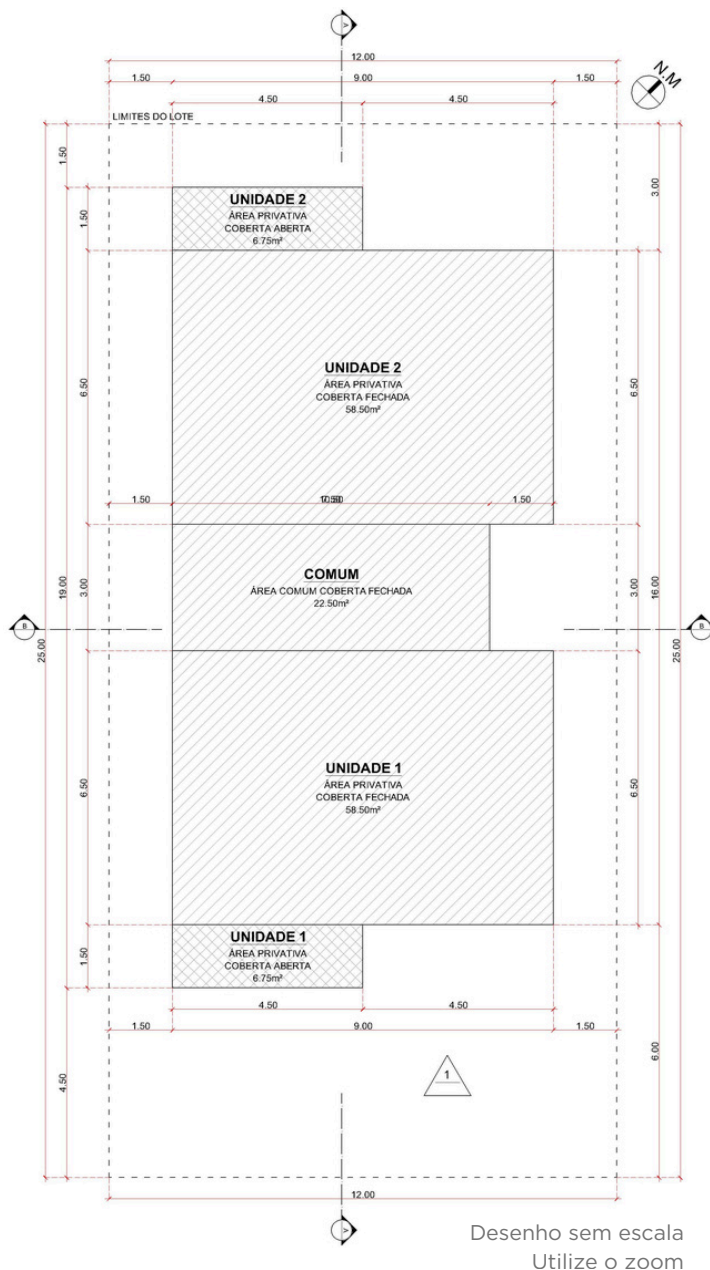 A
12.00
1.50
9.00
1.50
4.50
4.50
N.M
LIMITES DO LOTE
1.50
3.00
UNIDADE 2
ÁREA PRIVATIVA
COBERTA ABERTA
6.75m²
1.50
UNIDADE 2
ÁREA PRIVATIVA
COBERTA FECHADA
58.50m²
6.50
6.50
1.50
1.50
COMUM
ÁREA COMUM COBERTA FECHADA
22.50m²
19.00
3.00
3.00
16.00
B
B
25.00
25.00
UNIDADE 1
ÁREA PRIVATIVA
COBERTA FECHADA
58.50m²
6.50
6.50
UNIDADE 1
ÁREA PRIVATIVA
COBERTA ABERTA
6.75m²
1.50
4.50
4.50
1.50
9.00
1.50
4.50
6.00
1
12.00
A
Desenho sem escala
Utilize o zoom